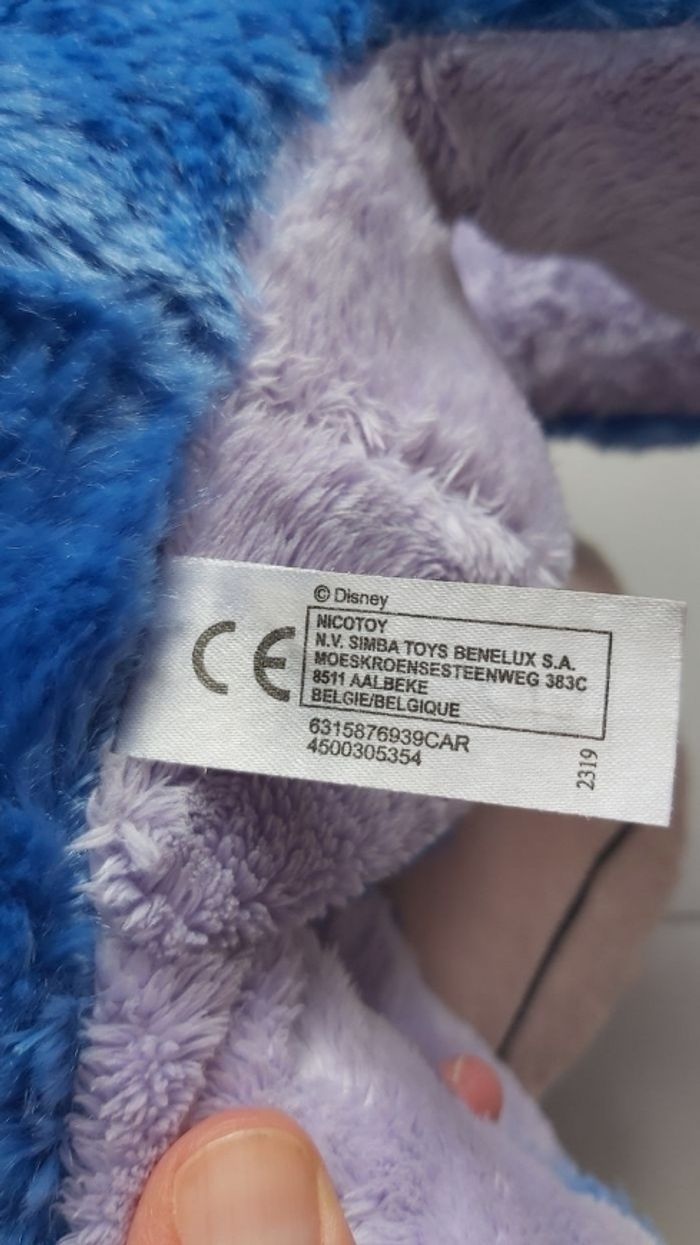 © Disney
CE
NICOTOY
N.V. SIMBA TOYS BENELUX S.A.
MOESKROENSESTEENWEG 383C
8511 AALBEKE
BELGIE/BELGIQUE
6315876939CAR
4500305354
2319